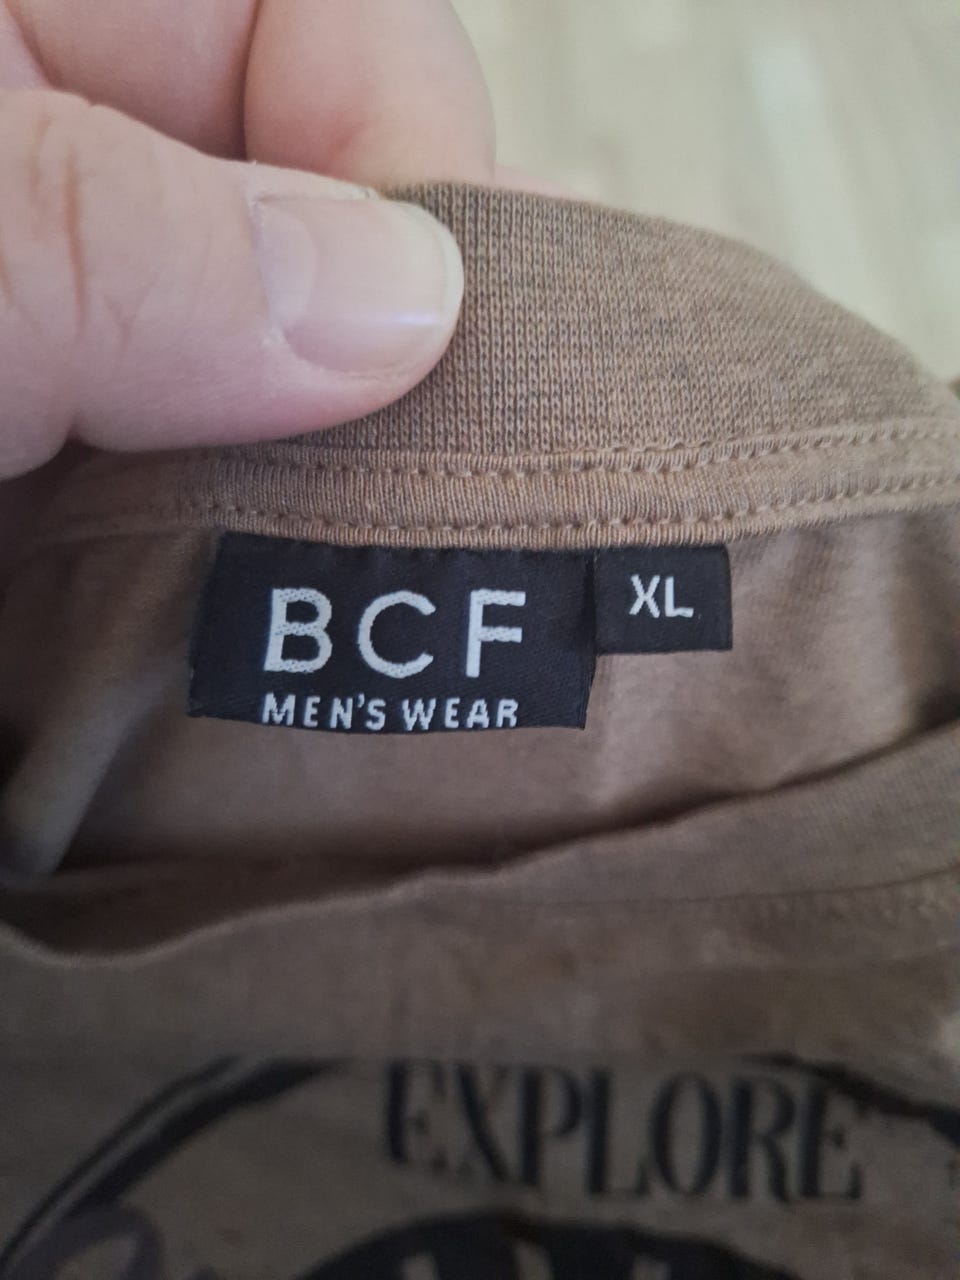 BCF
XL
MEN'S WEAR
EXPLORE